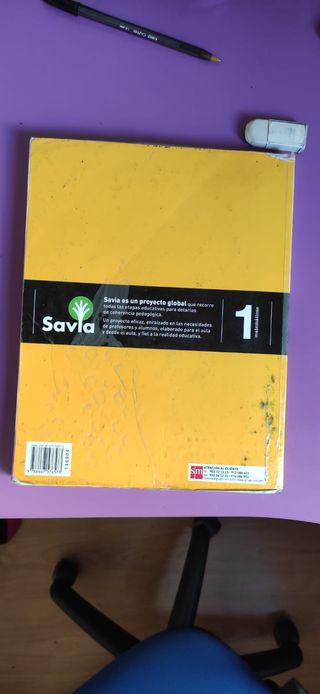 Savia
Savia es un proyecto global que recorre
todas las etapas educativas para dotarlas
de coherencia pedagógica.
Un proyecto eficaz, enraizado en las necesidades
de profesores y alumnos, elaborado para el aula
y desde el aula, y fiel a la realidad educativa.
1
matemáticas
sm
ATENCIÓN AL CLIENTE